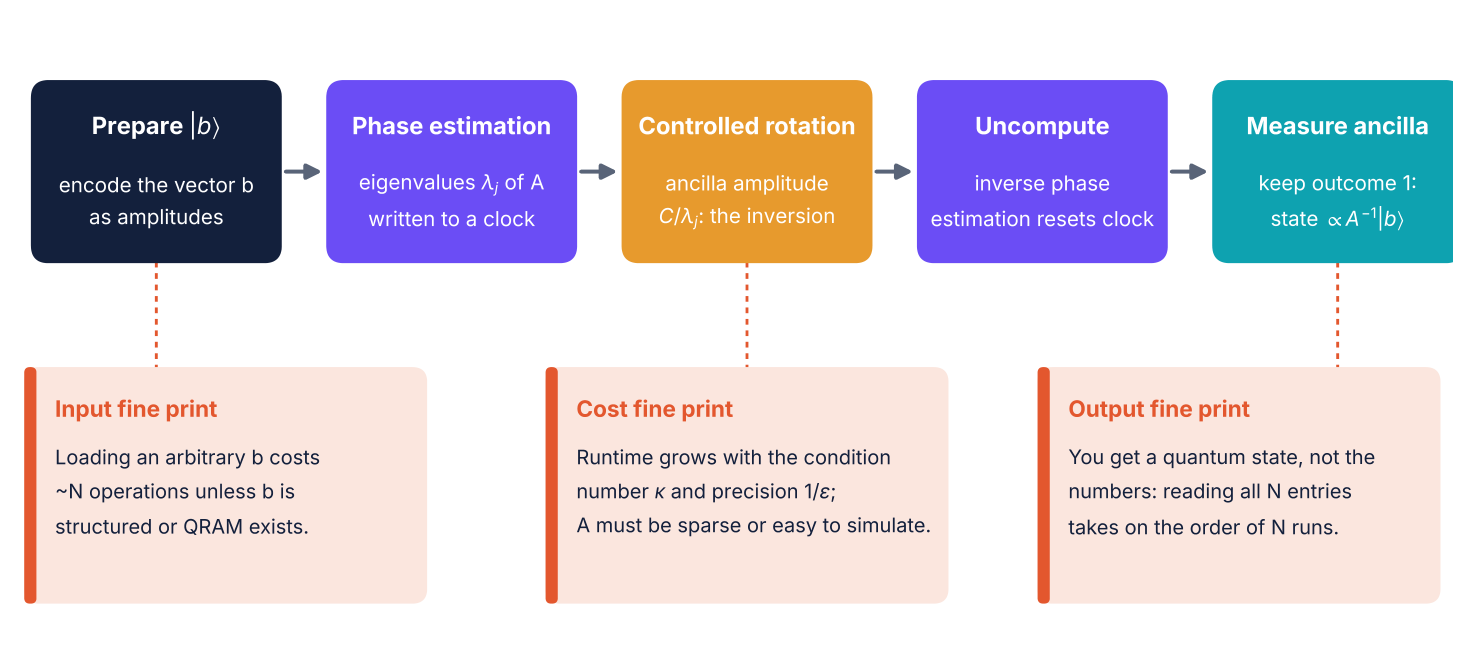 Prepare |b⟩
encode the vector b
as amplitudes
Phase estimation
eigenvalues λⱼ of A
written to a clock
Controlled rotation
ancilla amplitude
C/λⱼ: the inversion
Uncompute
inverse phase
estimation resets clock
Measure ancilla
keep outcome 1:
state ∝ A⁻¹|b⟩
Input fine print
Loading an arbitrary b costs
~N operations unless b is
structured or QRAM exists.
Cost fine print
Runtime grows with the condition
number κ and precision 1/ε;
A must be sparse or easy to simulate.
Output fine print
You get a quantum state, not the
numbers: reading all N entries
takes on the order of N runs.